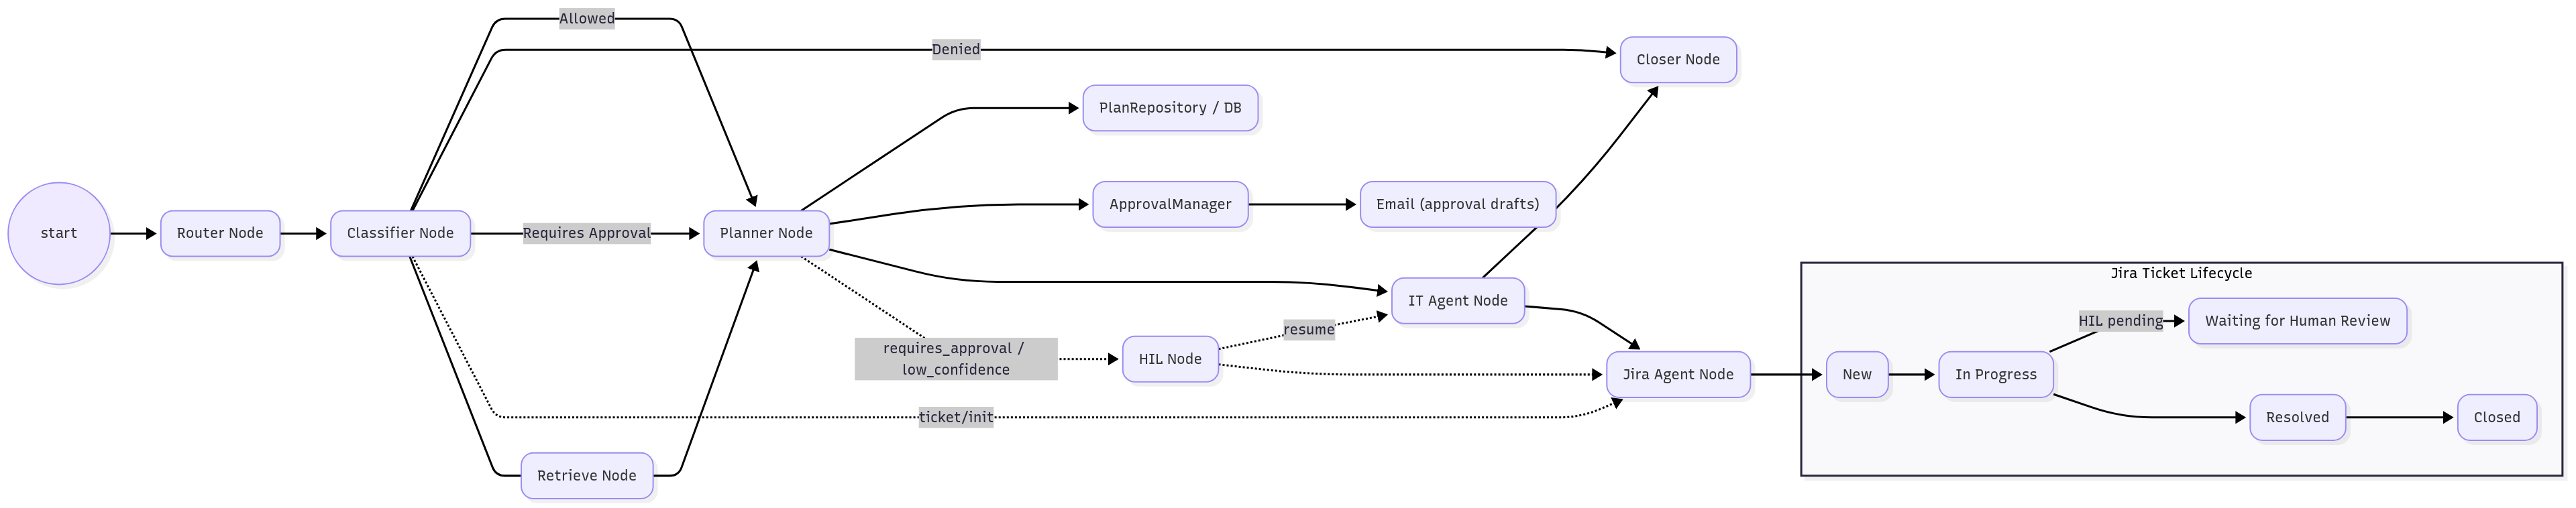 Allowed
Denied
Closer Node
PlanRepository / DB
ApprovalManager
Email (approval drafts)
start
Router Node
Classifier Node
Requires Approval
Planner Node
IT Agent Node
resume
requires_approval /
low_confidence
HIL Node
Jira Agent Node
ticket/init
Retrieve Node
Jira Ticket Lifecycle
HIL pending
Waiting for Human Review
New
In Progress
Resolved
Closed